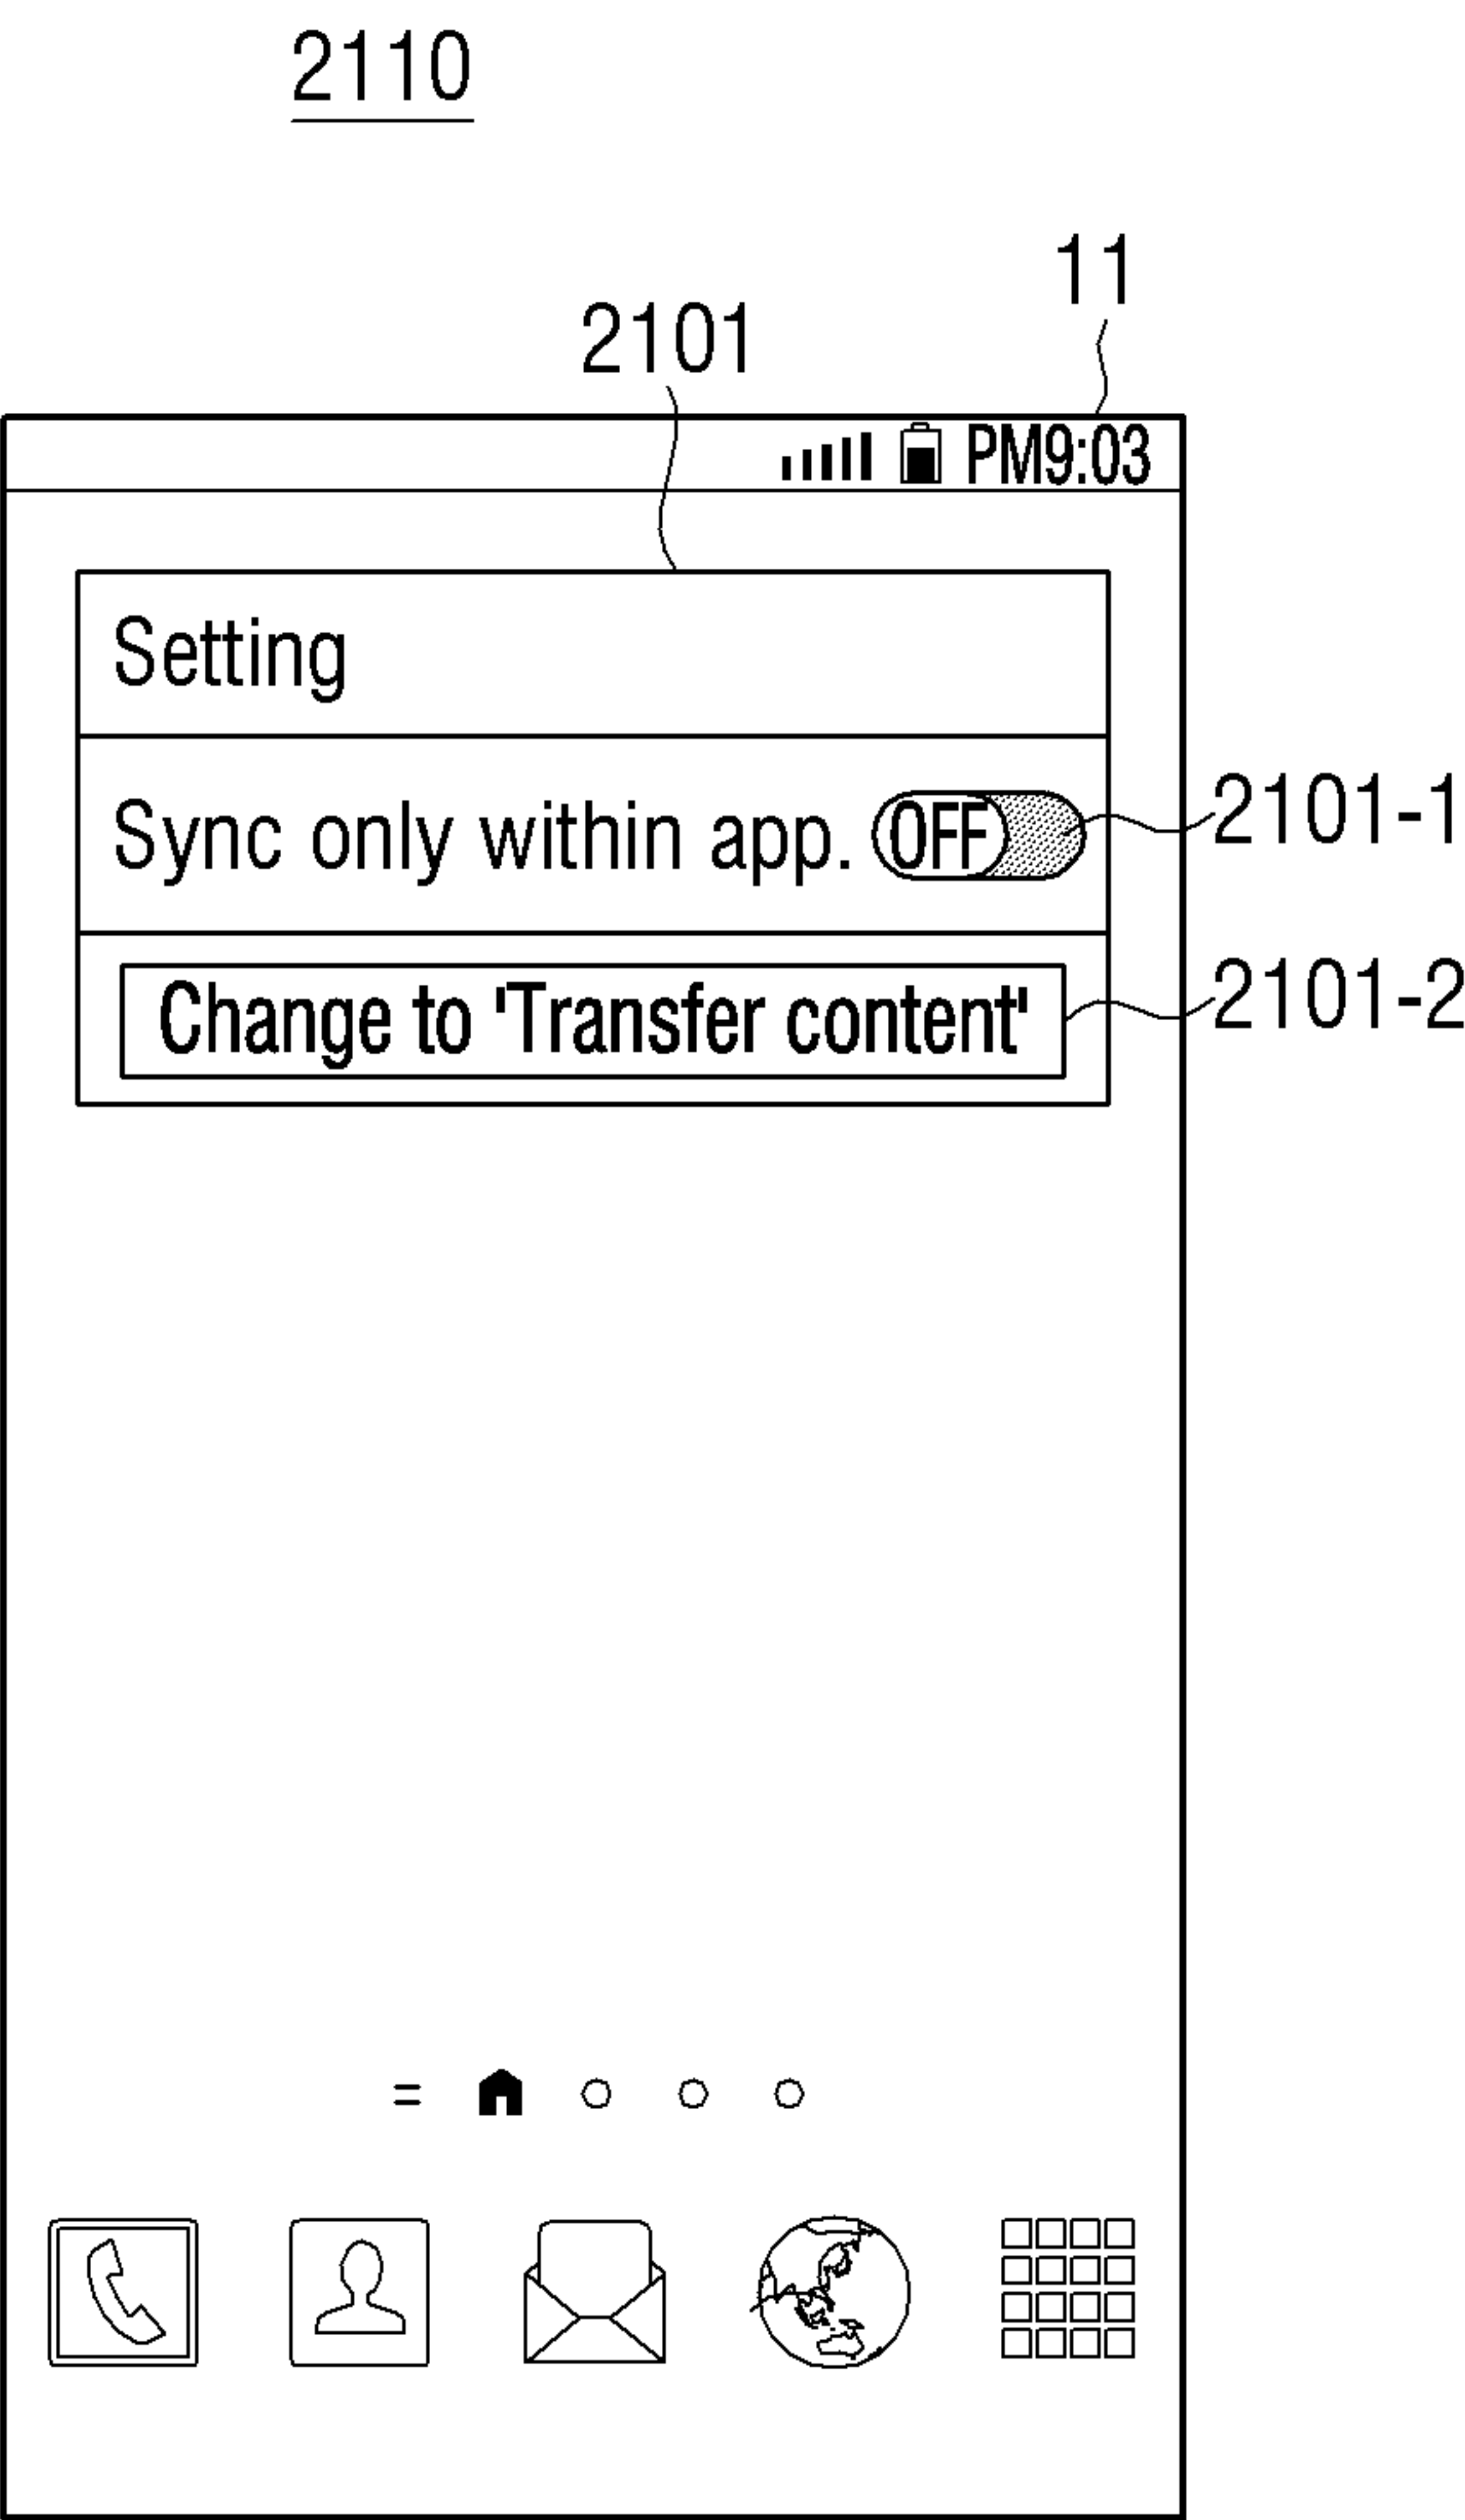 2110
11
2101
PM9:03
Setting
Sync only within app. OFF
2101-1
Change to 'Transfer content'
2101-2